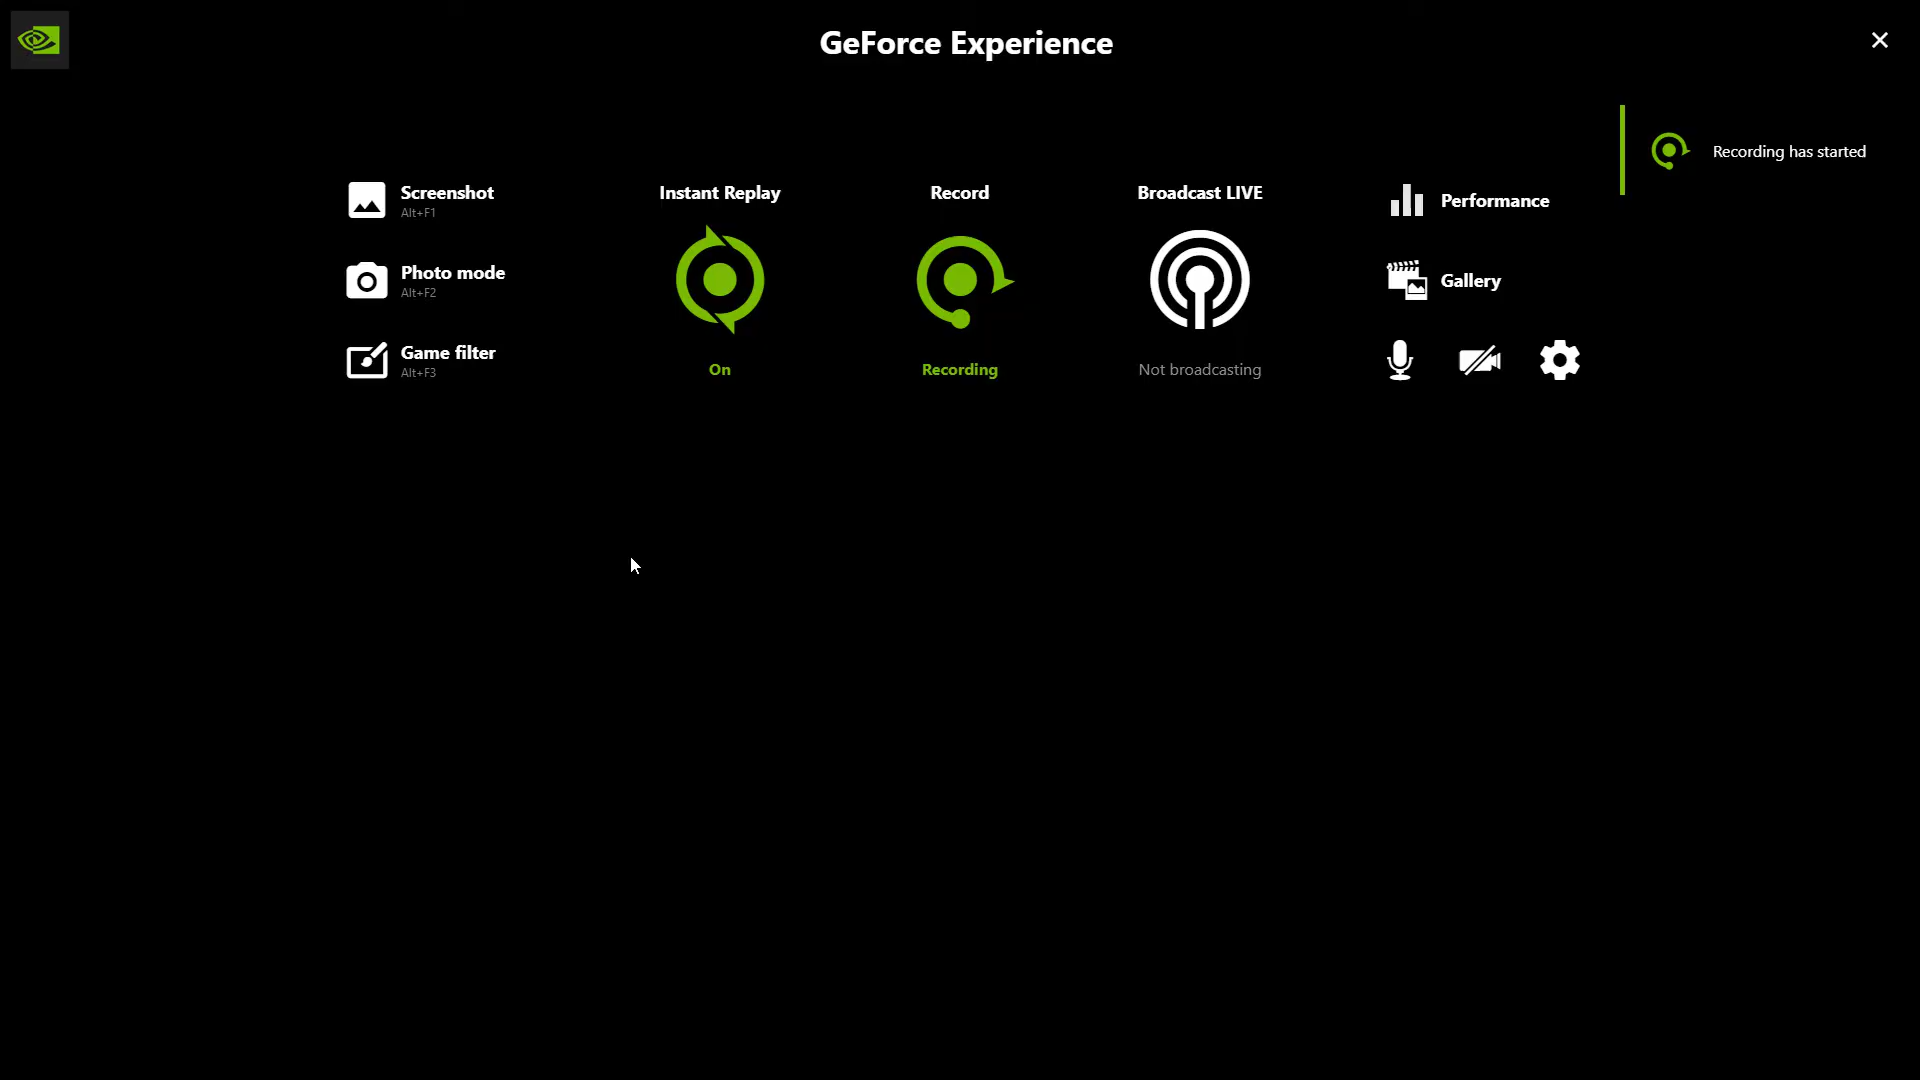 GeForce Experience
Recording has started
Screenshot
Alt+F1
Photo mode
Alt+F2
Game filter
Alt+F3
Instant Replay
On
Record
Recording
Broadcast LIVE
Not broadcasting
Performance
Gallery